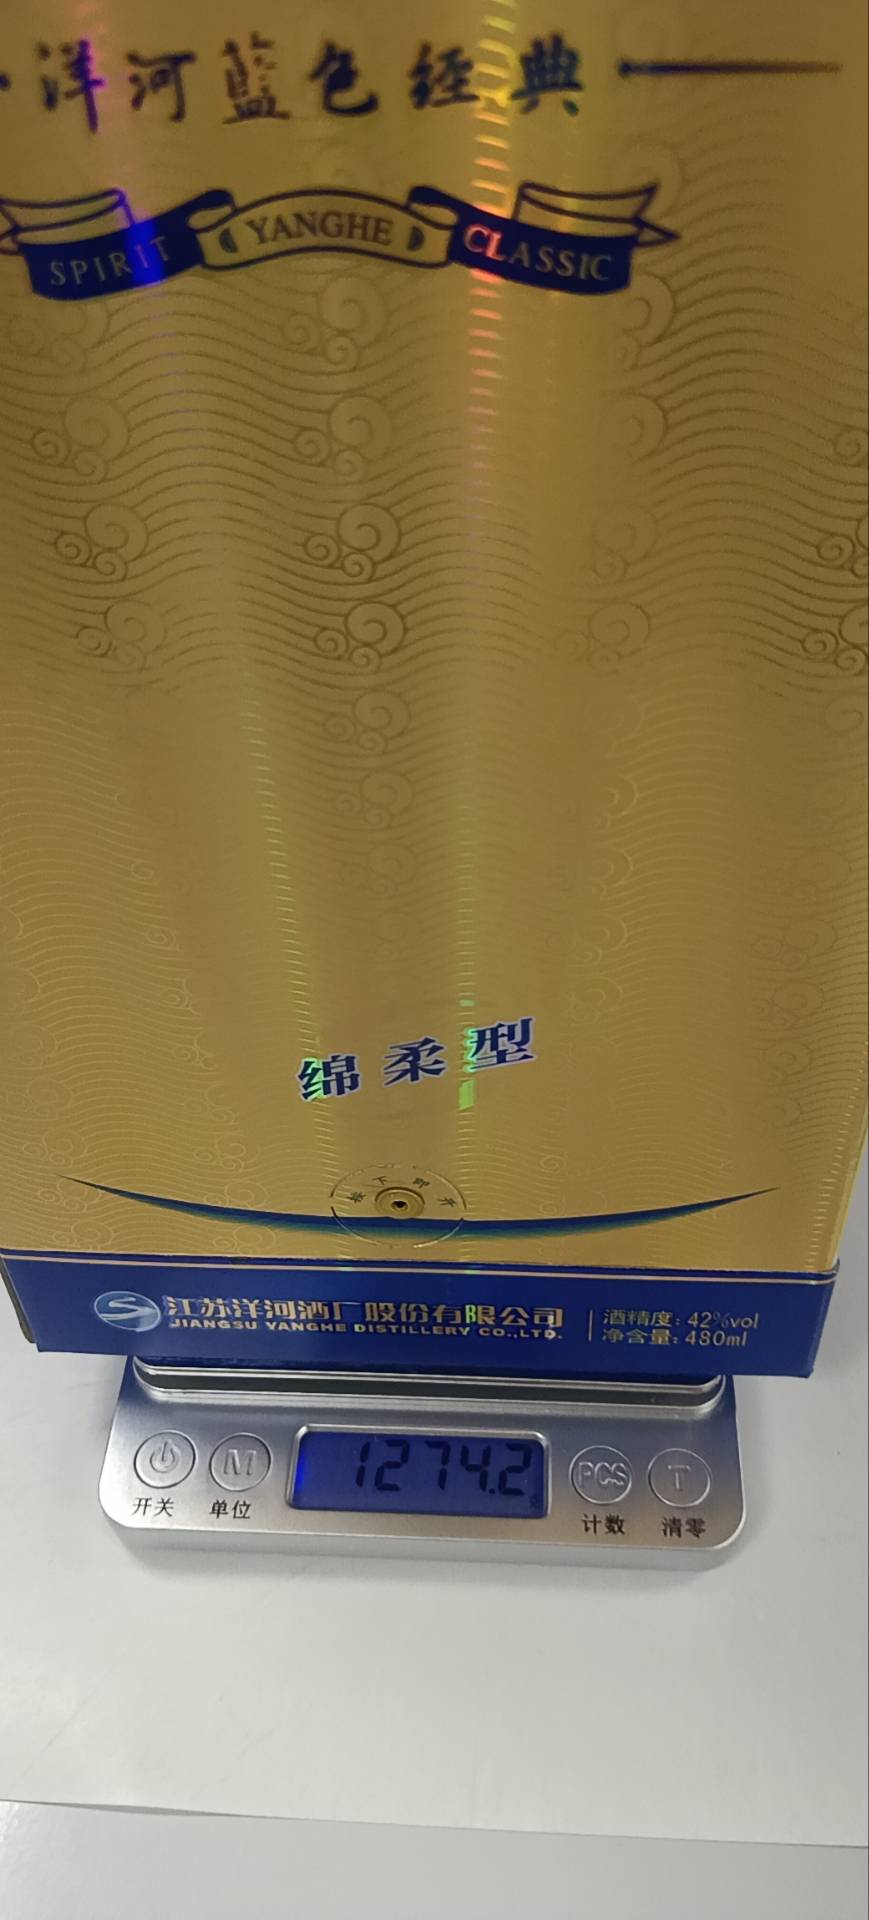 洋河藍色经典
SPIRIT YANGHE CLASSIC
绵柔型
江苏洋河酒厂股份有限公司
JIANGSU YANGHE DISTILLERY CO.,LTD.
酒精度: 42%vol
净含量: 480ml
1274.2
M
PCS
T
开关
单位
计数
清零